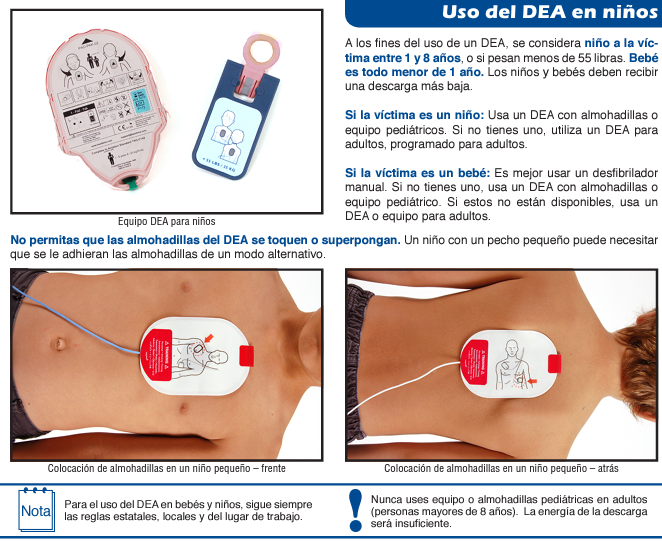 Uso del DEA en niños
A los fines del uso de un DEA, se considera niño a la víc-
tima entre 1 y 8 años, o si pesan menos de 55 libras. Bebé
es todo menor de 1 año. Los niños y bebés deben recibir
una descarga más baja.
Si la víctima es un niño: Usa un DEA con almohadillas o
equipo pediátricos. Si no tienes uno, utiliza un DEA para
adultos, programado para adultos.
Si la víctima es un bebé: Es mejor usar un desfibrilador
manual. Si no tienes uno, usa un DEA con almohadillas o
equipo pediátrico. Si estos no están disponibles, usa un
DEA o equipo para adultos.
Equipo DEA para niños
No permitas que las almohadillas del DEA se toquen o superpongan. Un niño con un pecho pequeño puede necesitar
que se le adhieran las almohadillas de un modo alternativo.
Colocación de almohadillas en un niño pequeño – frente
Colocación de almohadillas en un niño pequeño – atrás
Nota
Para el uso del DEA en bebés y niños, sigue siempre
las reglas estatales, locales y del lugar de trabajo.
Nunca uses equipo o almohadillas pediátricas en adultos
(personas mayores de 8 años). La energía de la descarga
será insuficiente.